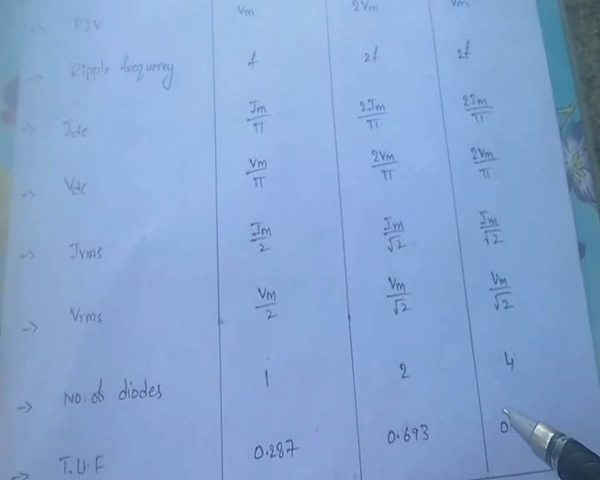 -> PIV Vm 2Vm Vm
-> Ripple frequency f 2f 2f
-> Idc Im/π 2Im/π 2Im/π
-> Vdc Vm/π 2Vm/π 2Vm/π
-> Irms Im/2 Im/√2 Im/√2
-> Vrms Vm/2 Vm/√2 Vm/√2
-> No. of diodes 1 2 4
-> T.U.F 0.287 0.693 0.